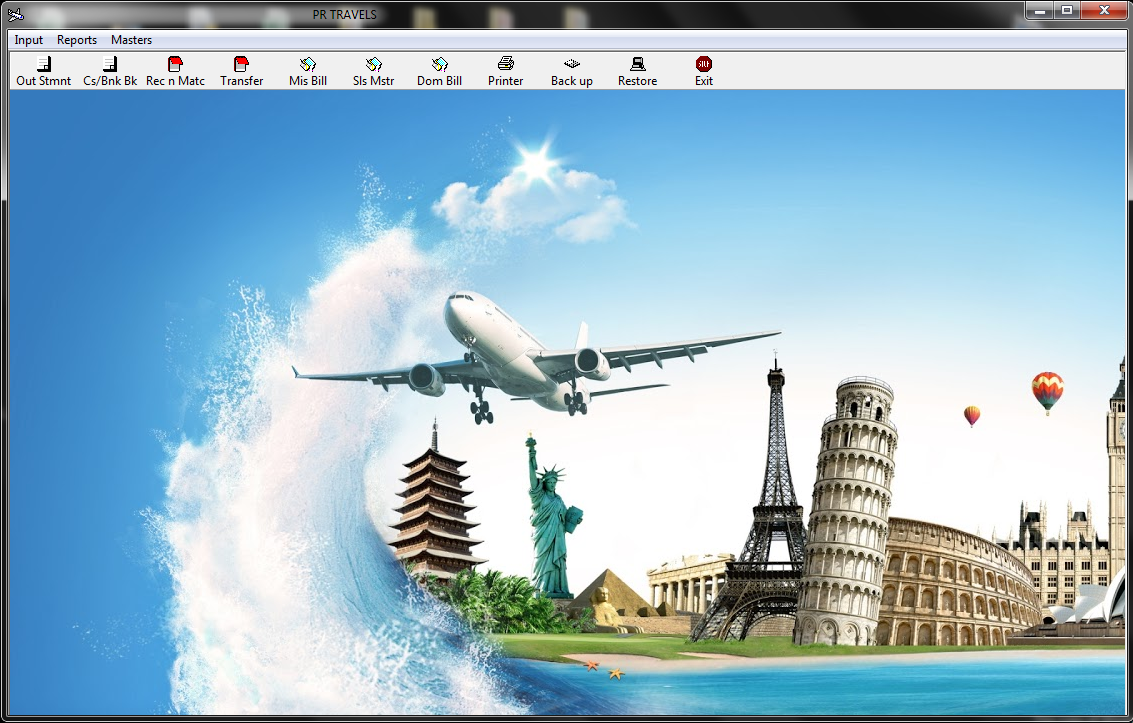 PR TRAVELS
Input Reports Masters
Out Stmnt Cs/Bnk Bk Rec n Matc Transfer Mis Bill Sls Mstr Dom Bill Printer Back up Restore Exit